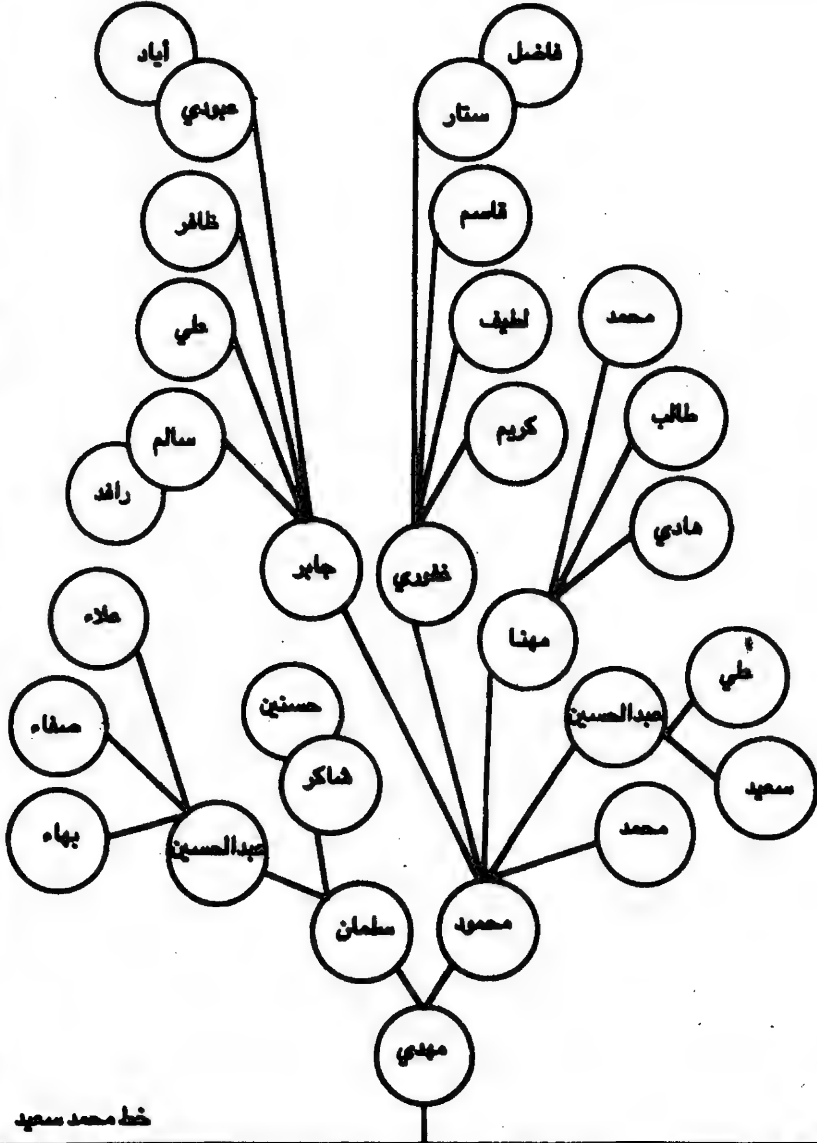 فاضل
أياد
ستار
عبودي
قاسم
ظافر
محمد
لطيف
علي
طالب
كريم
سالم
رافد
هادي
جابر
علاء
مهنا
علي
حسنين
عبدالحسين
صفاء
شاكر
سعيد
محمد
بهاء
عبدالحسين
محمود
سلمان
مهدي
خط محمد سعيد